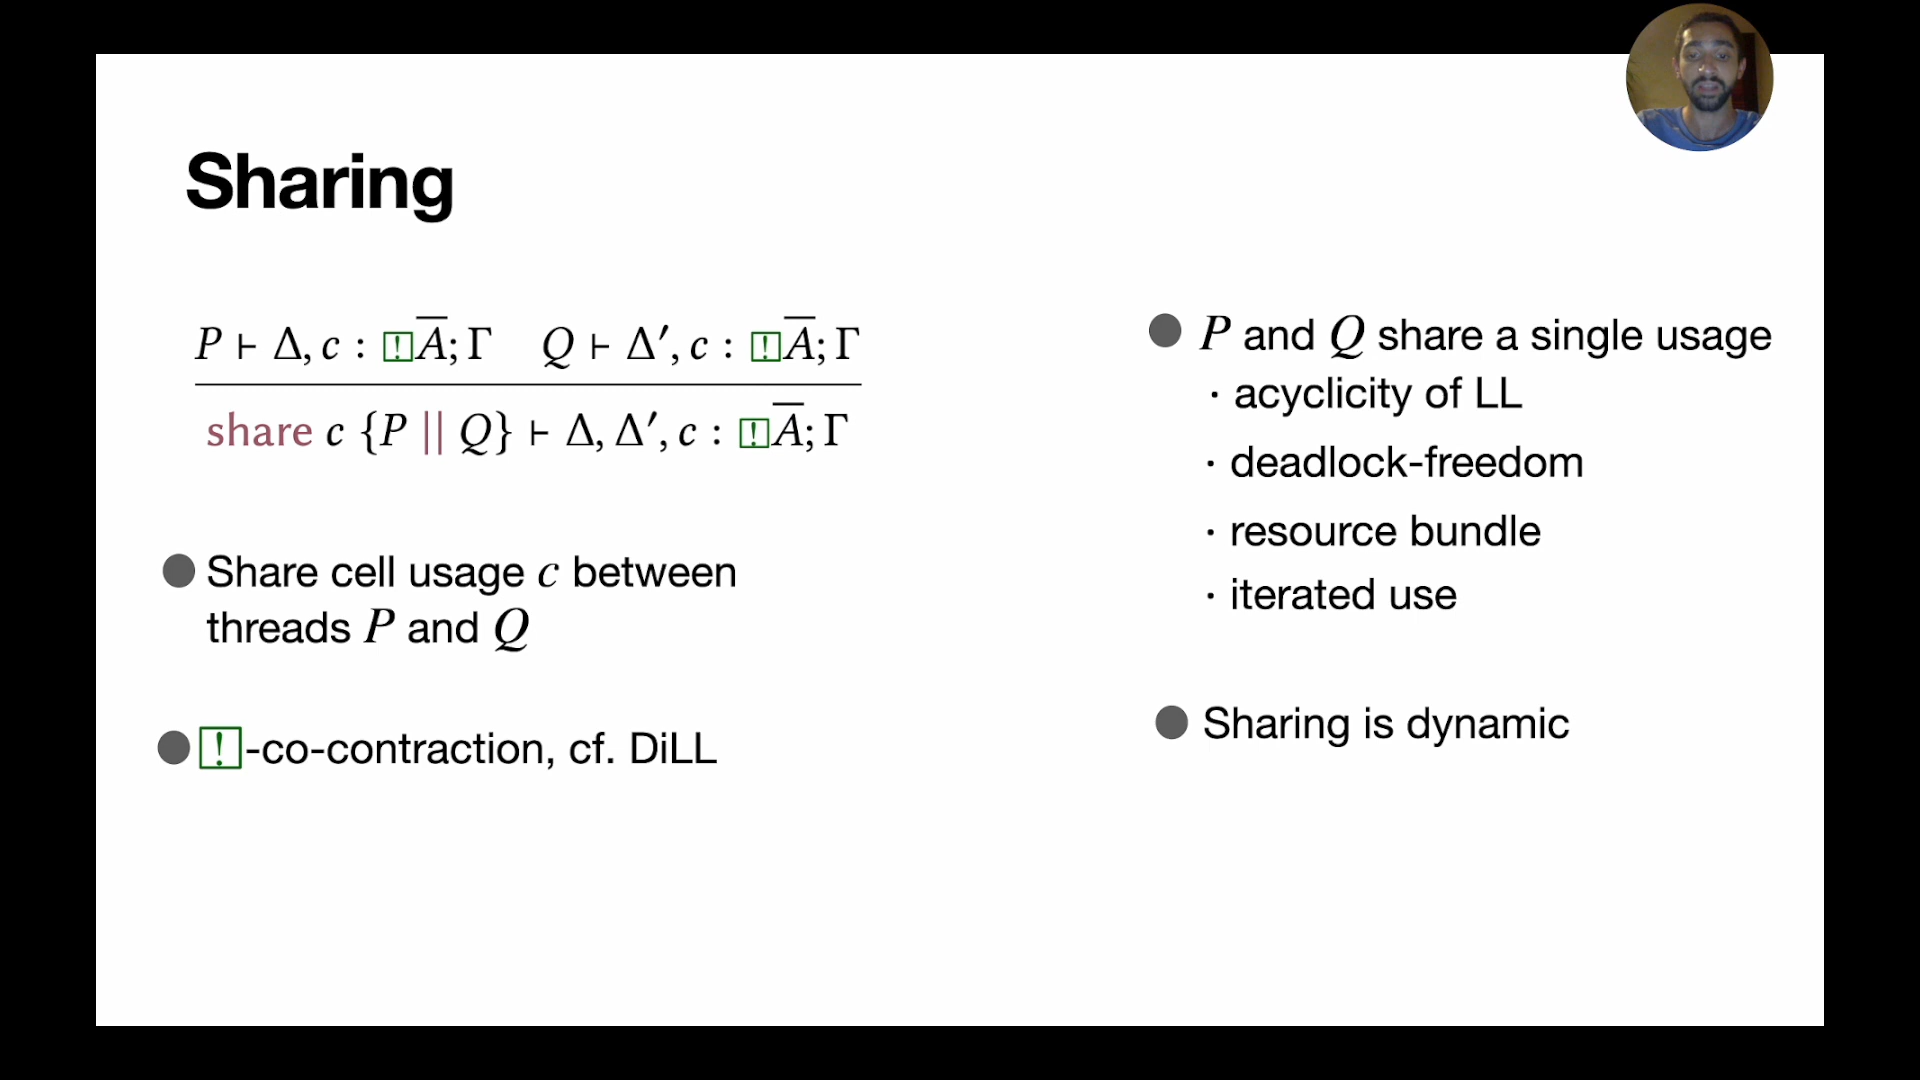 Sharing
P ⊢ Δ, c : [!]A̅; Γ Q ⊢ Δ′, c : [!]A̅; Γ
share c {P || Q} ⊢ Δ, Δ′, c : [!]A̅; Γ
● Share cell usage c between
threads P and Q
● [!]-co-contraction, cf. DiLL
● P and Q share a single usage
· acyclicity of LL
· deadlock-freedom
· resource bundle
· iterated use
● Sharing is dynamic